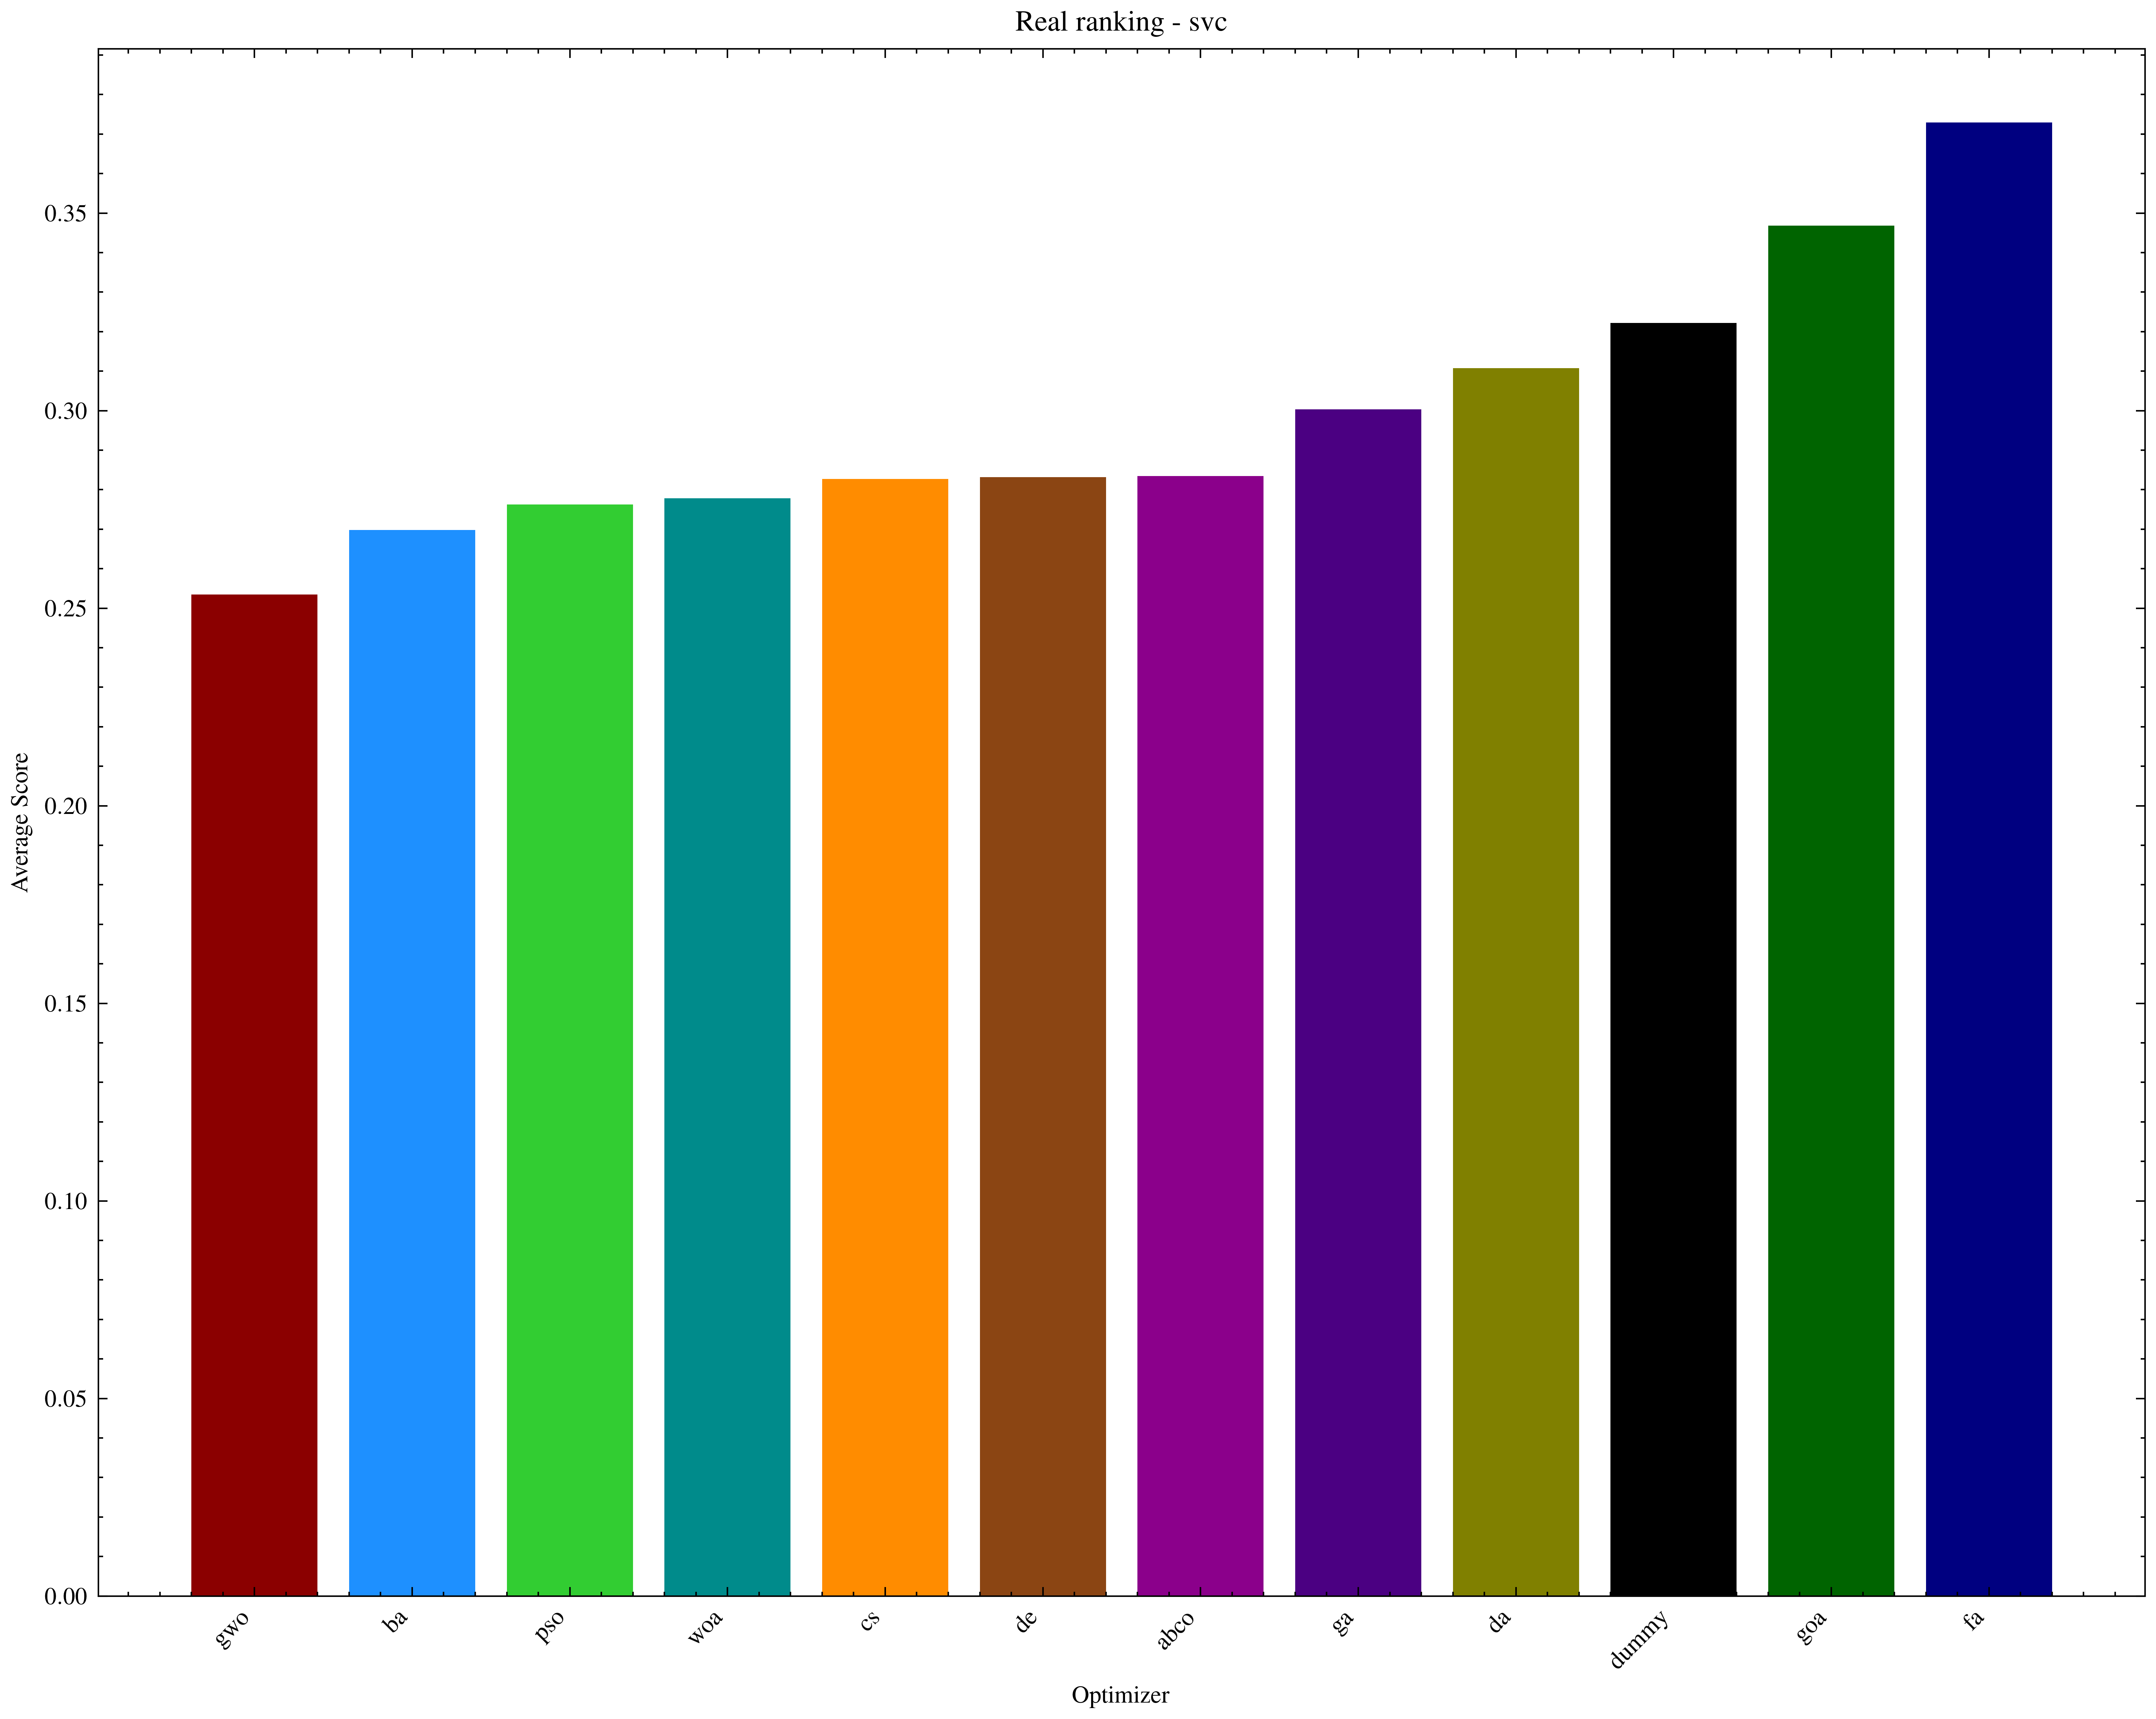 Real ranking - svc
Average Score
0.35
0.30
0.25
0.20
0.15
0.10
0.05
0.00
gwo
ba
pso
woa
cs
de
abco
ga
da
dummy
goa
fa
Optimizer